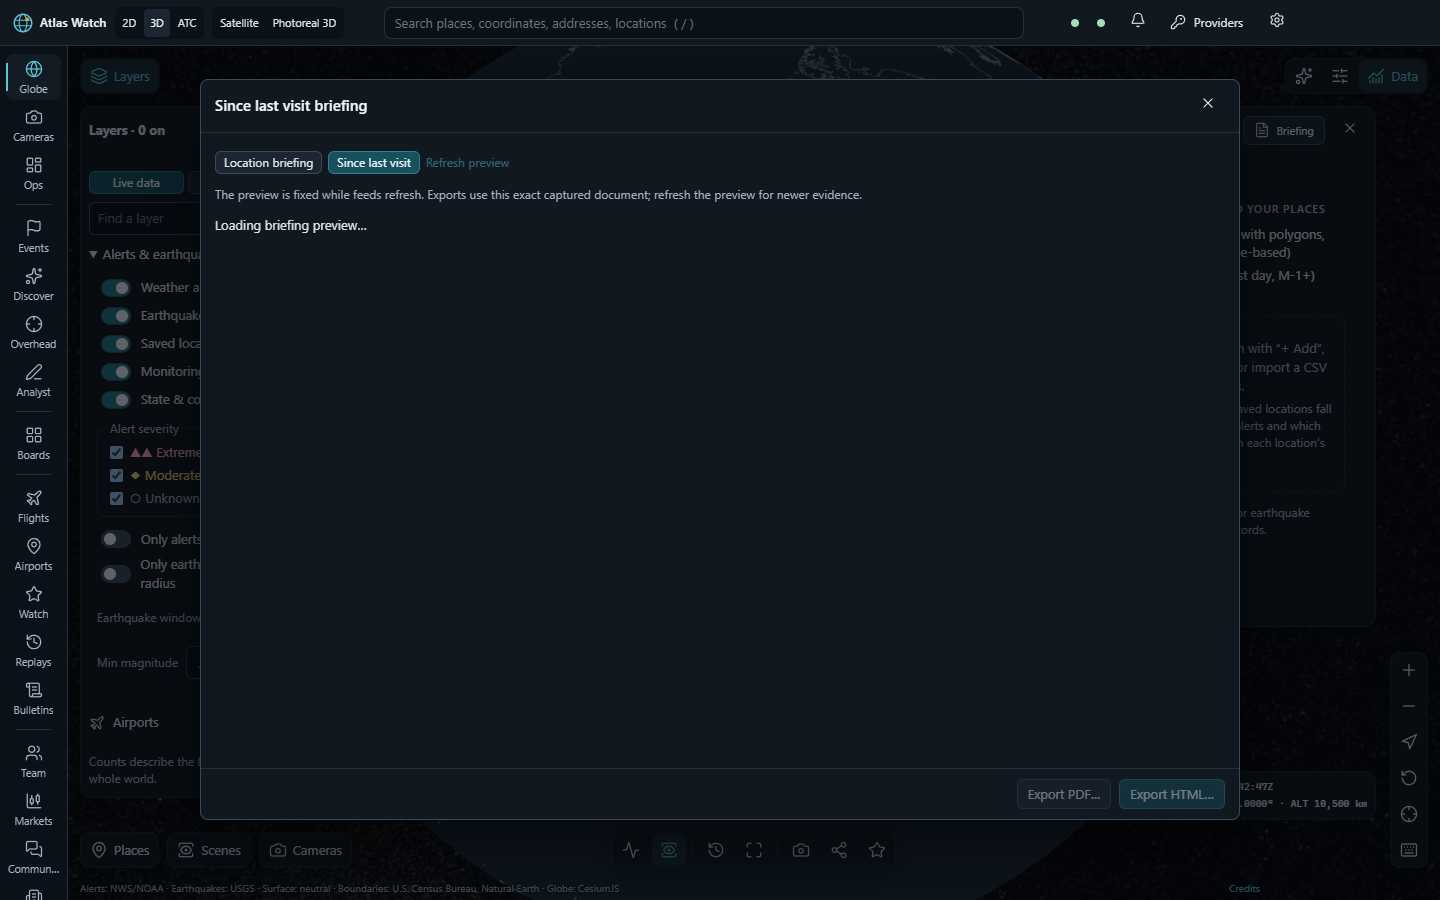 Atlas Watch
2D 3D ATC
Satellite Photoreal 3D
Search places, coordinates, addresses, locations ( / )
Providers
Globe
Cameras
Ops
Events
Discover
Overhead
Analyst
Boards
Flights
Airports
Watch
Replays
Bulletins
Team
Markets
Commun...
Layers
Data
Layers · 0 on
Live data
Find a layer
Alerts & earthqua
Weather a
Earthquak
Saved loca
Monitoring
State & co
Alert severity
Extreme
Moderate
Unknown
Only alerts
Only earth
radius
Earthquake window
Min magnitude
Airports
Counts describe the
whole world.
Since last visit briefing
Location briefing Since last visit Refresh preview
The preview is fixed while feeds refresh. Exports use this exact captured document; refresh the preview for newer evidence.
Loading briefing preview...
Export PDF... Export HTML...
Briefing
YOUR PLACES
with polygons,
e-based)
st day, M-1+)
with “+ Add”,
or import a CSV
aved locations fall
lerts and which
each location's
or earthquake
ords.
42:47Z
.0000° · ALT 10,500 km
Places Scenes Cameras
Alerts: NWS/NOAA · Earthquakes: USGS · Surface: neutral · Boundaries: U.S. Census Bureau, Natural Earth · Globe: CesiumJS
Credits